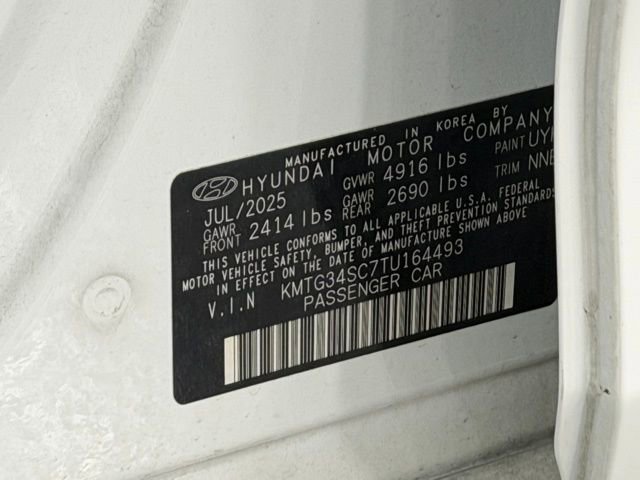 MANUFACTURED IN KOREA BY
HYUNDAI MOTOR COMPANY
JUL/2025 GVWR 4916 lbs PAINT
GAWR FRONT 2414 lbs GAWR REAR 2690 lbs TRIM
THIS VEHICLE CONFORMS TO ALL APPLICABLE U.S.A. FEDERAL
MOTOR VEHICLE SAFETY, BUMPER, AND THEFT PREVENTION STANDARDS
IN EFFECT ON THE DATE OF MANUFACTURE SHOWN ABOVE
V.I.N KMTG34SC7TU164493
PASSENGER CAR